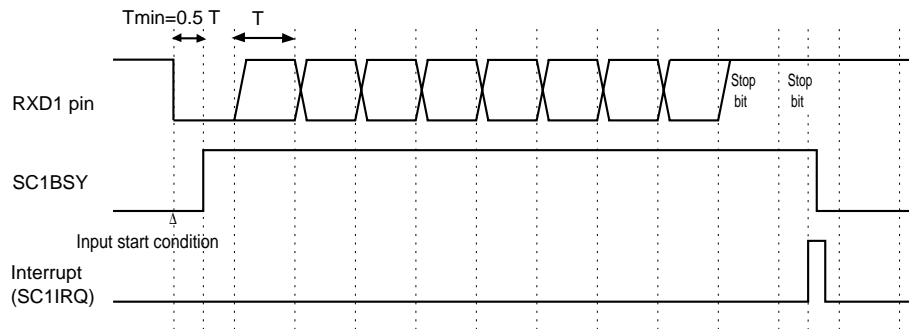 Tmin=0.5 T
T
RXD1 pin
Stop bit
Stop bit
SC1BSY
Input start condition
Interrupt
(SC1IRQ)